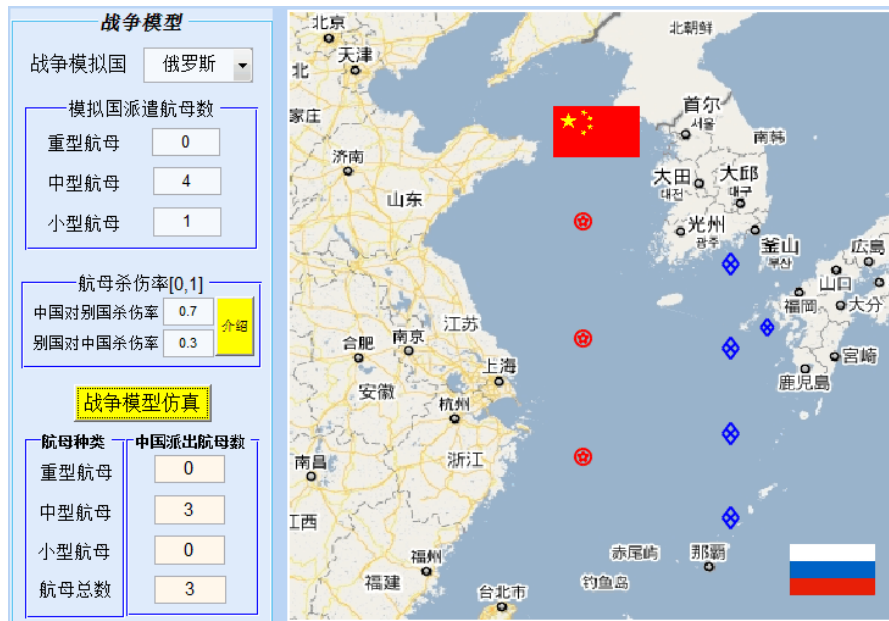 战争模型
战争模拟国
俄罗斯
模拟国派遣航母数
重型航母 0
中型航母 4
小型航母 1
航母杀伤率[0,1]
中国对别国杀伤率 0.7
别国对中国杀伤率 0.3
介绍
战争模型仿真
航母种类 中国派出航母数
重型航母 0
中型航母 3
小型航母 0
航母总数 3
北京
天津
北
家庄
济南
山东
江苏
合肥
南京
上海
安徽
杭州
浙江
南昌
江西
福州
福建
台北市
北朝鲜
首尔
서울
南韩
大田
대전
大邱
대구
光州
광주
釜山
부산
広島
山口
福岡
大分
宮崎
鹿児島
赤尾屿
那覇
钓鱼岛